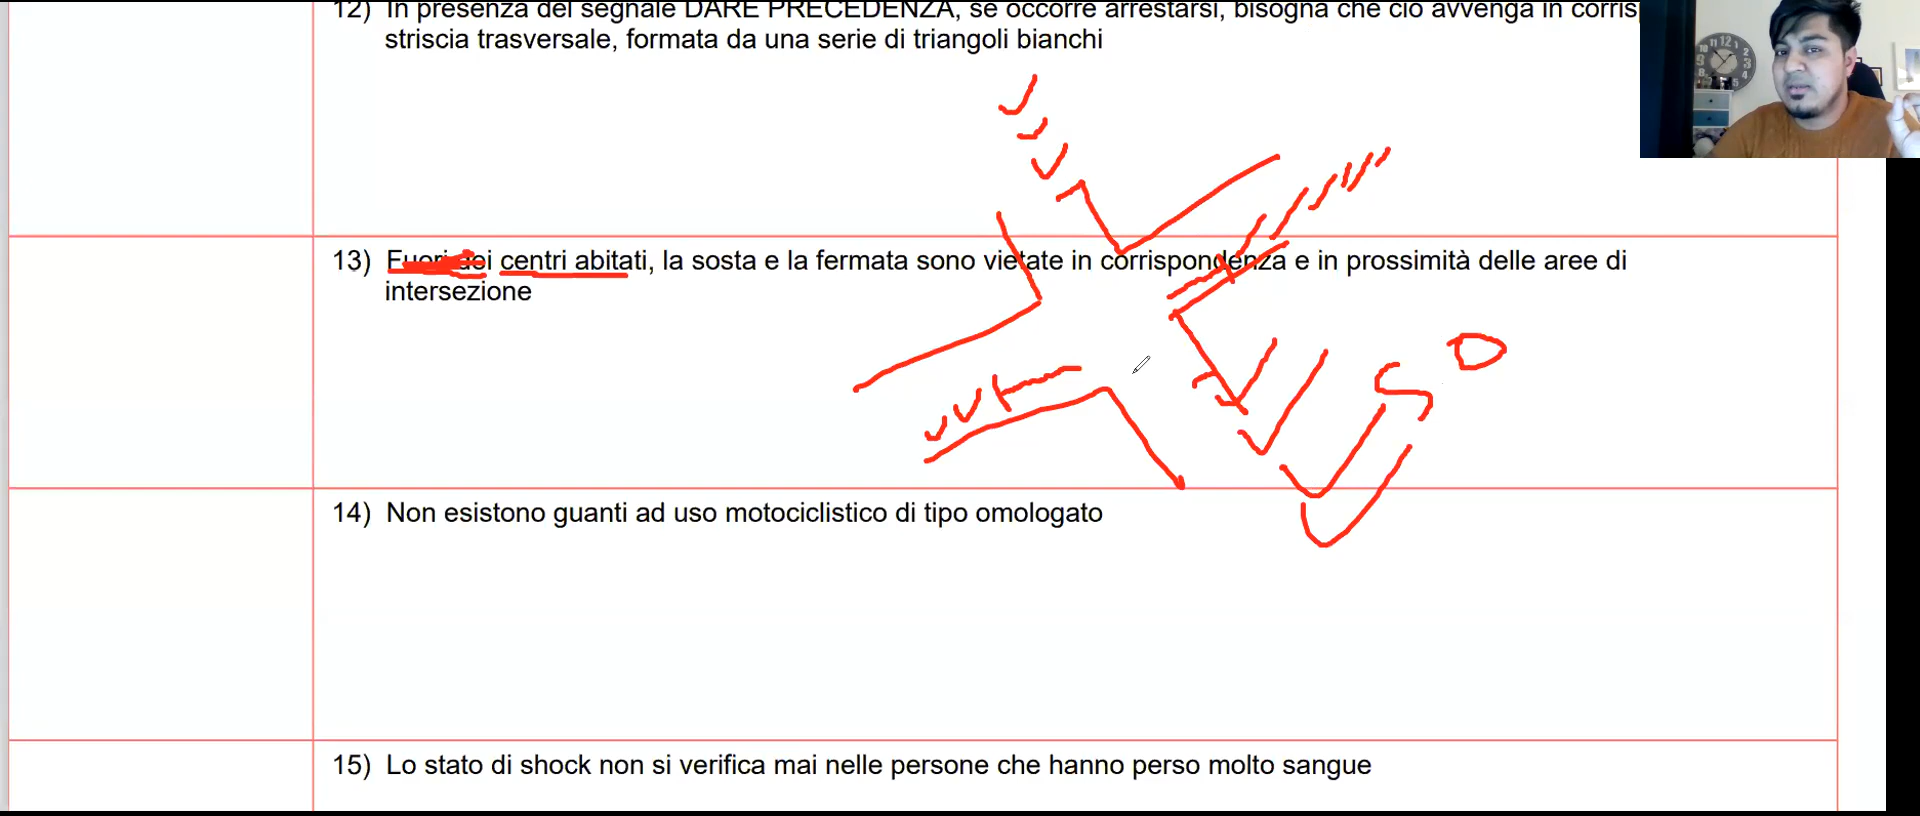 12) In presenza del segnale DARE PRECEDENZA, se occorre arrestarsi, bisogna che ciò avvenga in corris
striscia trasversale, formata da una serie di triangoli bianchi
13) Fuori dei centri abitati, la sosta e la fermata sono vietate in corrispondenza e in prossimità delle aree di
intersezione
50
14) Non esistono guanti ad uso motociclistico di tipo omologato
15) Lo stato di shock non si verifica mai nelle persone che hanno perso molto sangue